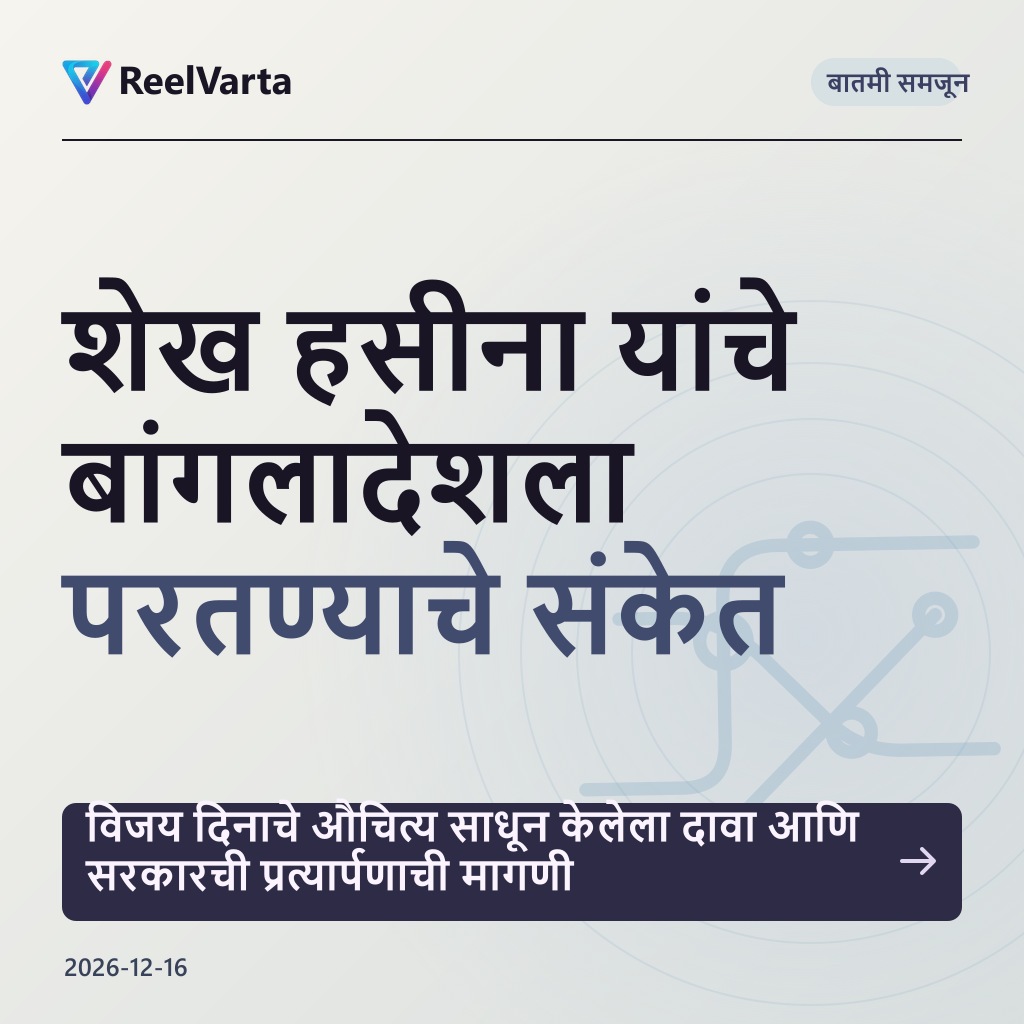 ReelVarta
बातमी समजून
शेख हसीना यांचे
बांगलादेशला
परतण्याचे संकेत
विजय दिनाचे औचित्य साधून केलेला दावा आणि
सरकारची प्रत्यार्पणाची मागणी
2026-12-16